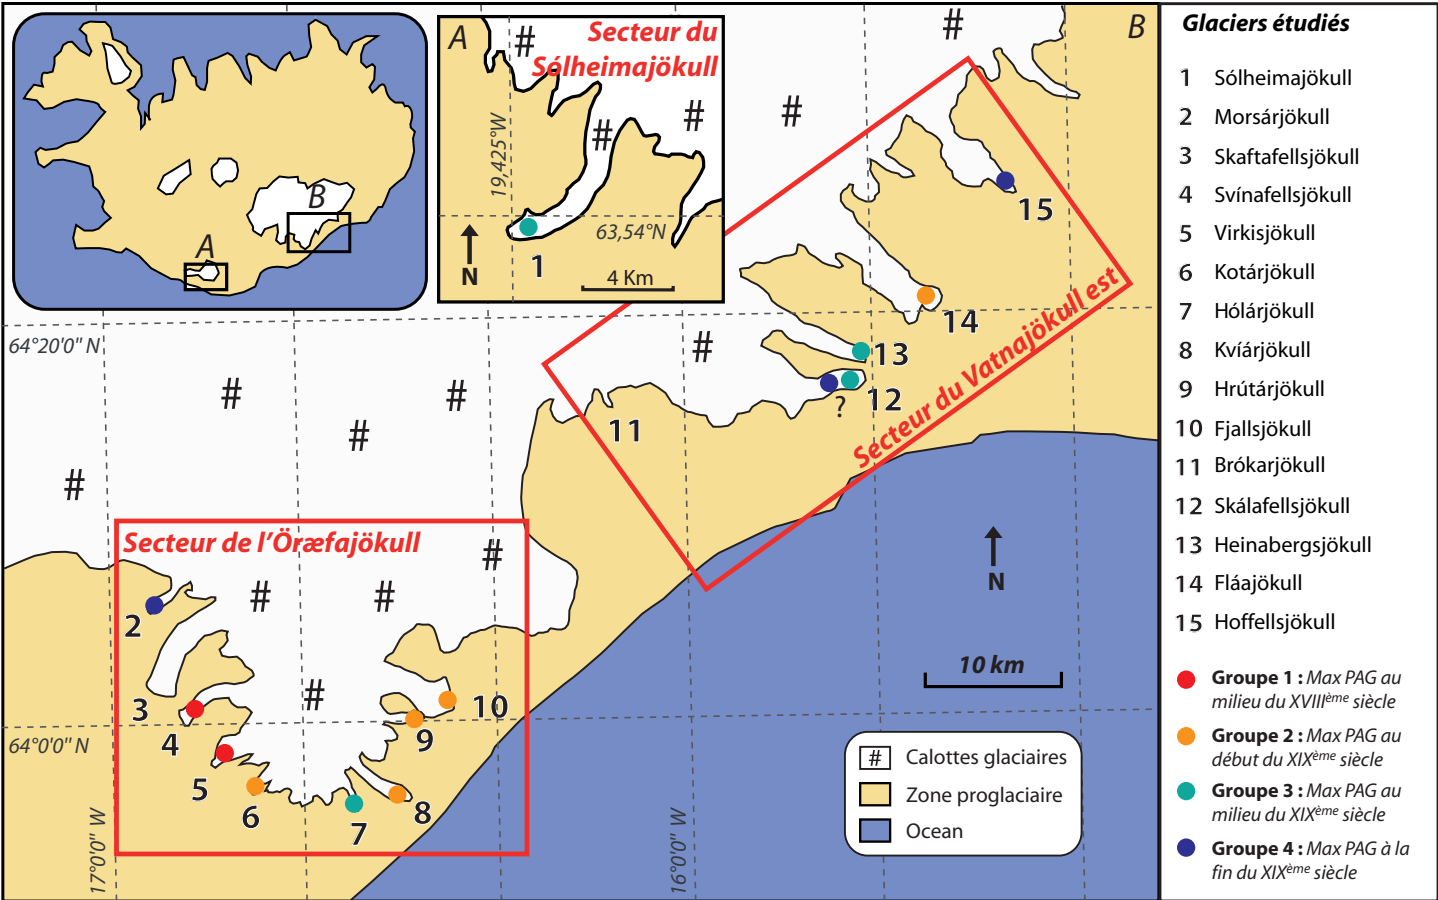 A
B
A
Secteur du
Sólheimajökull
#
#
#
19,425°W
63,54°N
N
1
4 Km
B
#
#
15
14
13
12
?
11
#
Secteur du Vatnajökull est
64°20'0'' N
#
#
#
#
Secteur de l'Öræfajökull
#
#
#
#
2
3
4
5
6
7
8
9
10
64°0'0'' N
17°0'0'' W
16°0'0'' W
N
10 km
# Calottes glaciaires
Zone proglaciaire
Ocean
Glaciers étudiés
1 Sólheimajökull
2 Morsárjökull
3 Skaftafellsjökull
4 Svínafellsjökull
5 Virkisjökull
6 Kotárjökull
7 Hólárjökull
8 Kvíárjökull
9 Hrútárjökull
10 Fjallsjökull
11 Brókarjökull
12 Skálafellsjökull
13 Heinabergsjökull
14 Fláajökull
15 Hoffellsjökull
Groupe 1 : Max PAG au
milieu du XVIIIème siècle
Groupe 2 : Max PAG au
début du XIXème siècle
Groupe 3 : Max PAG au
milieu du XIXème siècle
Groupe 4 : Max PAG à la
fin du XIXème siècle